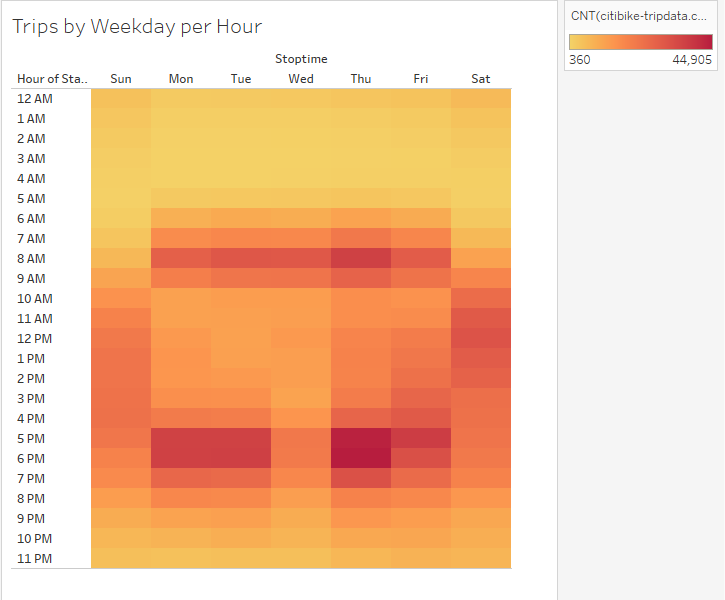 Trips by Weekday per Hour
CNT(citibike-tripdata.c...
360 44,905
Stoptime
Hour of Sta.. Sun Mon Tue Wed Thu Fri Sat
12 AM
1 AM
2 AM
3 AM
4 AM
5 AM
6 AM
7 AM
8 AM
9 AM
10 AM
11 AM
12 PM
1 PM
2 PM
3 PM
4 PM
5 PM
6 PM
7 PM
8 PM
9 PM
10 PM
11 PM